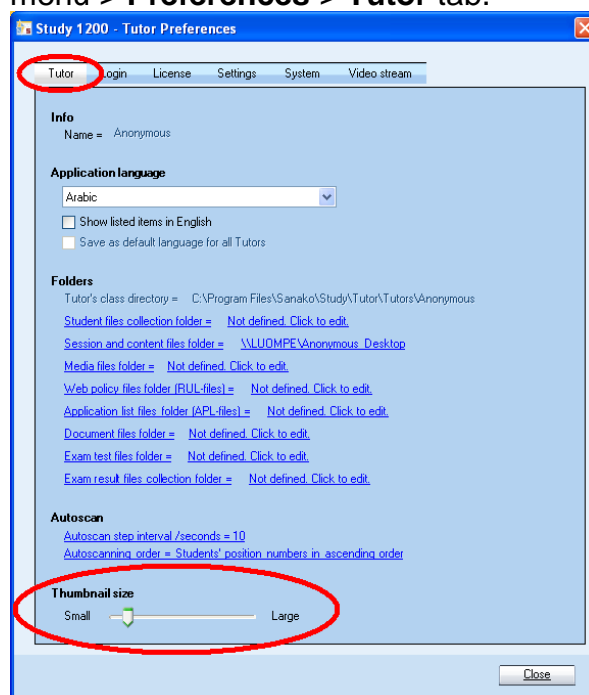 menu > Preferences > Tutor tab.
Study 1200 - Tutor Preferences
Tutor Login License Settings System Video stream
Info
Name = Anonymous
Application language
Arabic
Show listed items in English
Save as default language for all Tutors
Folders
Tutor's class directory = C:\Program Files\Sanako\Study\Tutor\Tutors\Anonymous
Student files collection folder = Not defined. Click to edit.
Session and content files folder = \\LUOMPE\Anonymous_Desktop
Media files folder = Not defined. Click to edit.
Web policy files folder (RUL-files) = Not defined. Click to edit.
Application list files folder (APL-files) = Not defined. Click to edit.
Document files folder = Not defined. Click to edit.
Exam test files folder = Not defined. Click to edit.
Exam result files collection folder = Not defined. Click to edit.
Autoscan
Autoscan step interval /seconds = 10
Autoscanning order = Students' position numbers in ascending order
Thumbnail size
Small Large
Close